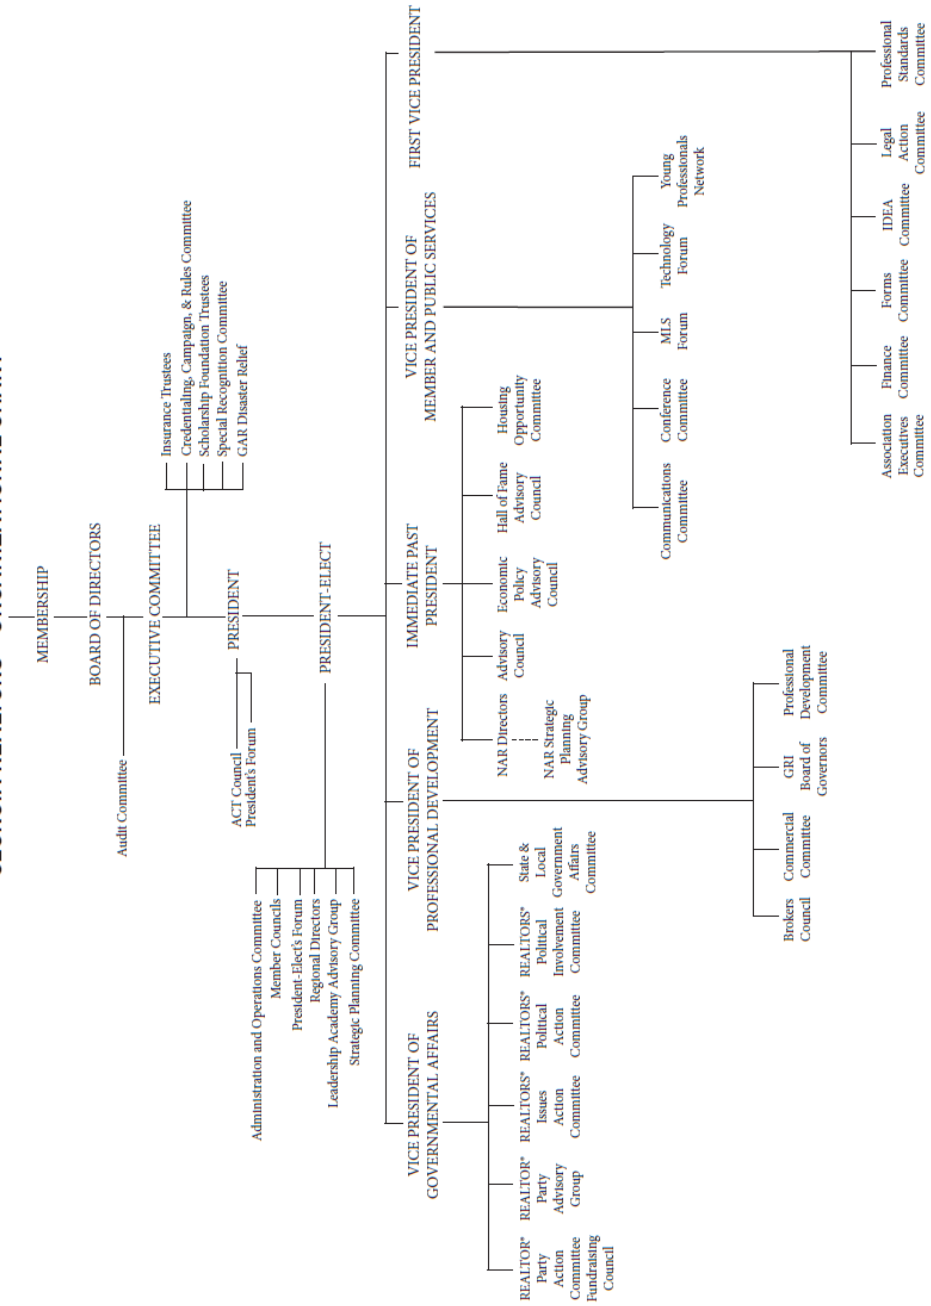 MEMBERSHIP
BOARD OF DIRECTORS
Audit Committee
EXECUTIVE COMMITTEE
Insurance Trustees
Credentialing, Campaign, & Rules Committee
Scholarship Foundation Trustees
Special Recognition Committee
GAR Disaster Relief
PRESIDENT
ACT Council
President's Forum
PRESIDENT-ELECT
Administration and Operations Committee
Member Councils
President-Elect's Forum
Regional Directors
Leadership Academy Advisory Group
Strategic Planning Committee
VICE PRESIDENT OF
GOVERNMENTAL AFFAIRS
REALTOR®
Party
Action
Committee
Fundraising
Council
REALTOR®
Party
Advisory
Group
REALTORS®
Issues
Action
Committee
REALTORS®
Political
Action
Committee
REALTORS®
Political
Involvement
Committee
State &
Local
Government
Affairs
Committee
VICE PRESIDENT OF
PROFESSIONAL DEVELOPMENT
Brokers
Council
Commercial
Committee
GRI
Board of
Governors
Professional
Development
Committee
IMMEDIATE PAST
PRESIDENT
NAR Directors
NAR Strategic
Planning
Advisory Group
Advisory
Council
Economic
Policy
Advisory
Council
Hall of Fame
Advisory
Council
Housing
Opportunity
Committee
VICE PRESIDENT OF
MEMBER AND PUBLIC SERVICES
Communications
Committee
Conference
Committee
MLS
Forum
Technology
Forum
Young
Professionals
Network
FIRST VICE PRESIDENT
Association
Executives
Committee
Finance
Committee
Forms
Committee
IDEA
Committee
Legal
Action
Committee
Professional
Standards
Committee